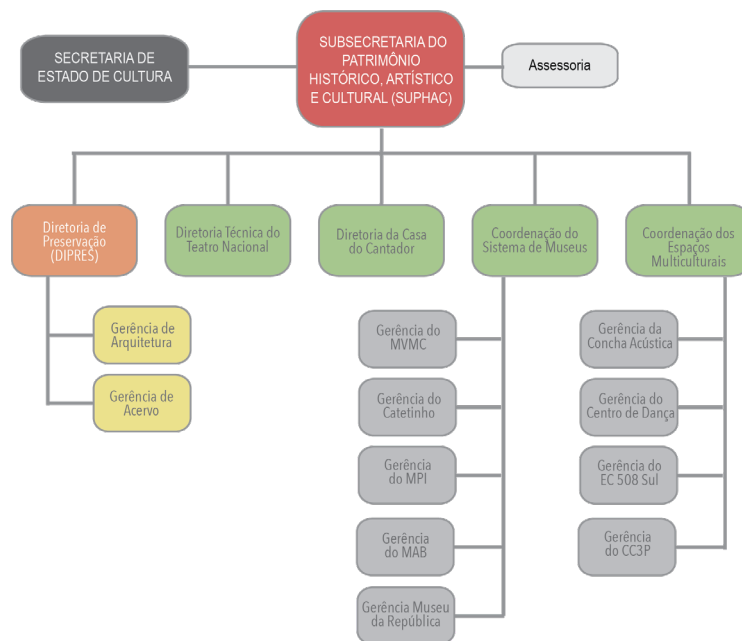 SECRETARIA DE
ESTADO DE CULTURA
SUBSECRETARIA DO
PATRIMÔNIO
HISTÓRICO, ARTÍSTICO
E CULTURAL (SUPHAC)
Assessoria
Diretoria de
Preservação
(DIPRES)
Diretoria Técnica do
Teatro Nacional
Diretoria da Casa
do Cantador
Coordenação do
Sistema de Museus
Coordenação dos
Espaços
Multiculturais
Gerência de
Arquitetura
Gerência de
Acervo
Gerência do
MVMC
Gerência do
Catetinho
Gerência
do MPI
Gerência
do MAB
Gerência Museu
da República
Gerência da
Concha Acústica
Gerência do
Centro de Dança
Gerência do
EC 508 Sul
Gerência
do CC3P